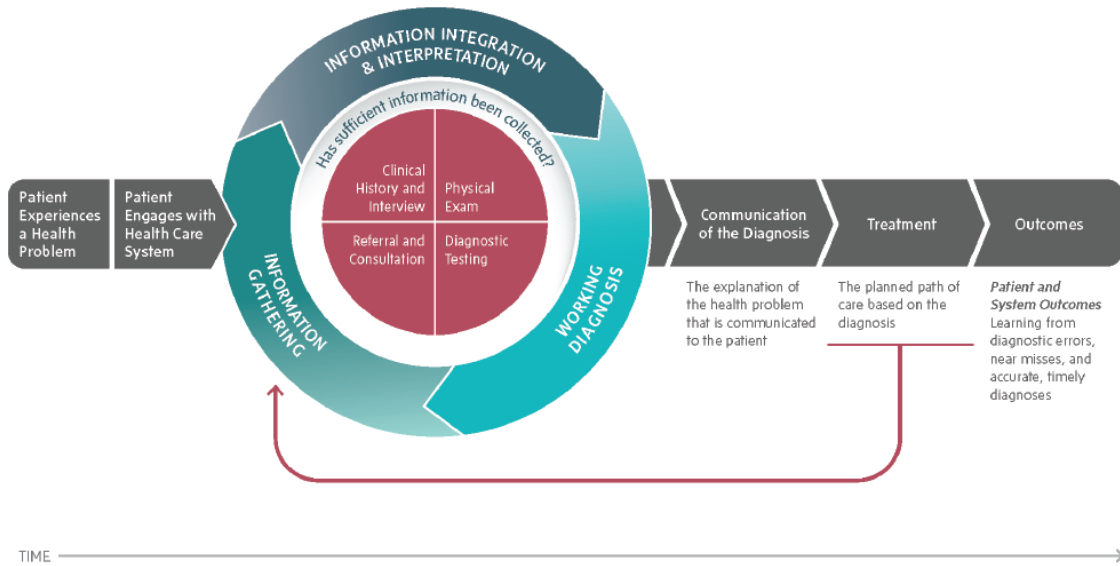 INFORMATION INTEGRATION
& INTERPRETATION
Has sufficient information been collected?
Patient
Experiences
a Health
Problem
Patient
Engages with
Health Care
System
INFORMATION
GATHERING
Clinical
History and
Interview
Physical
Exam
Referral and
Consultation
Diagnostic
Testing
WORKING
DIAGNOSIS
Communication
of the Diagnosis
The explanation of
the health problem
that is communicated
to the patient
Treatment
The planned path of
care based on the
diagnosis
Outcomes
Patient and
System Outcomes
Learning from
diagnostic errors,
near misses, and
accurate, timely
diagnoses
TIME